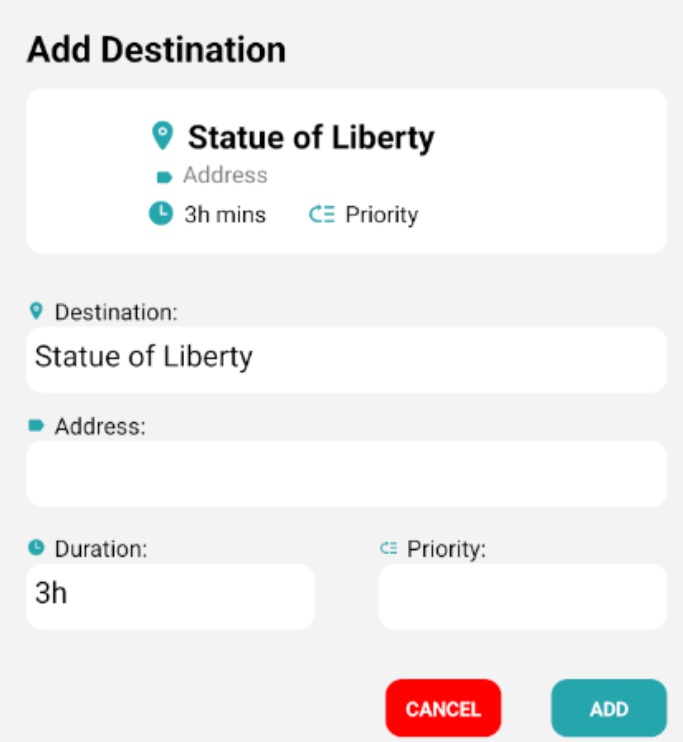 Add Destination
Statue of Liberty
Address
3h mins Priority
Destination:
Statue of Liberty
Address:
Duration: Priority:
3h
CANCEL ADD